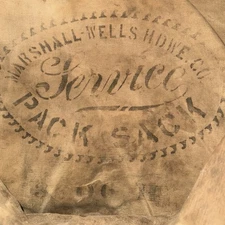 MARSHALL-WELLS HDWE. CO.
Service
PACK SACK